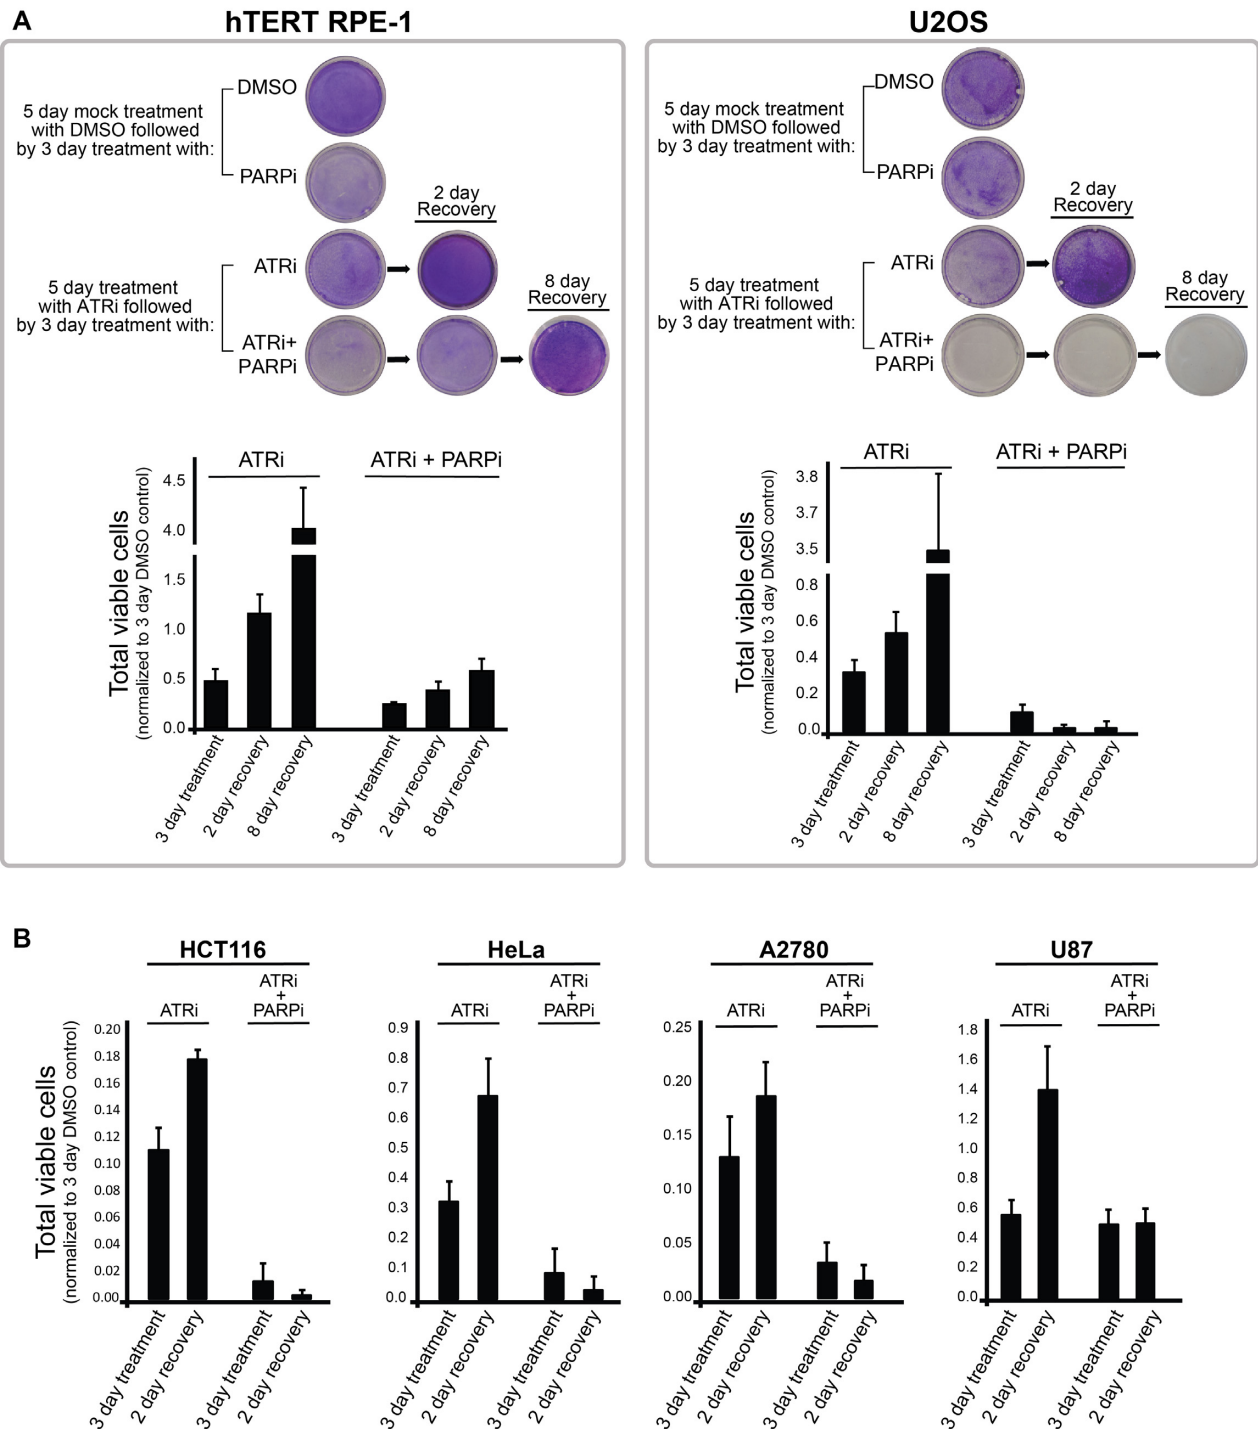 A
hTERT RPE-1
U2OS
DMSO
5 day mock treatment
with DMSO followed
by 3 day treatment with:
PARPi
2 day
Recovery
ATRi
5 day treatment
with ATRi followed
by 3 day treatment with:
8 day
Recovery
ATRi+
PARPi
DMSO
5 day mock treatment
with DMSO followed
by 3 day treatment with:
PARPi
2 day
Recovery
ATRi
5 day treatment
with ATRi followed
by 3 day treatment with:
8 day
Recovery
ATRi+
PARPi
Total viable cells
(normalized to 3 day DMSO control)
ATRi
ATRi + PARPi
4.5
4.0
1.5
1.0
0.5
0.0
3 day treatment
2 day recovery
8 day recovery
3 day treatment
2 day recovery
8 day recovery
Total viable cells
(normalized to 3 day DMSO control)
ATRi
ATRi + PARPi
3.8
3.7
3.5
0.8
0.6
0.4
0.2
0.0
3 day treatment
2 day recovery
8 day recovery
3 day treatment
2 day recovery
8 day recovery
B
Total viable cells
(normalized to 3 day DMSO control)
HCT116
ATRi
ATRi
+
PARPi
0.20
0.18
0.16
0.14
0.12
0.10
0.08
0.06
0.04
0.02
0.00
3 day treatment
2 day recovery
3 day treatment
2 day recovery
HeLa
ATRi
ATRi
+
PARPi
0.9
0.8
0.7
0.6
0.5
0.4
0.3
0.2
0.1
0.0
3 day treatment
2 day recovery
3 day treatment
2 day recovery
A2780
ATRi
ATRi
+
PARPi
0.25
0.20
0.15
0.10
0.05
0.00
3 day treatment
2 day recovery
3 day treatment
2 day recovery
U87
ATRi
ATRi
+
PARPi
1.8
1.6
1.4
1.2
1.0
0.8
0.6
0.4
0.2
0.0
3 day treatment
2 day recovery
3 day treatment
2 day recovery